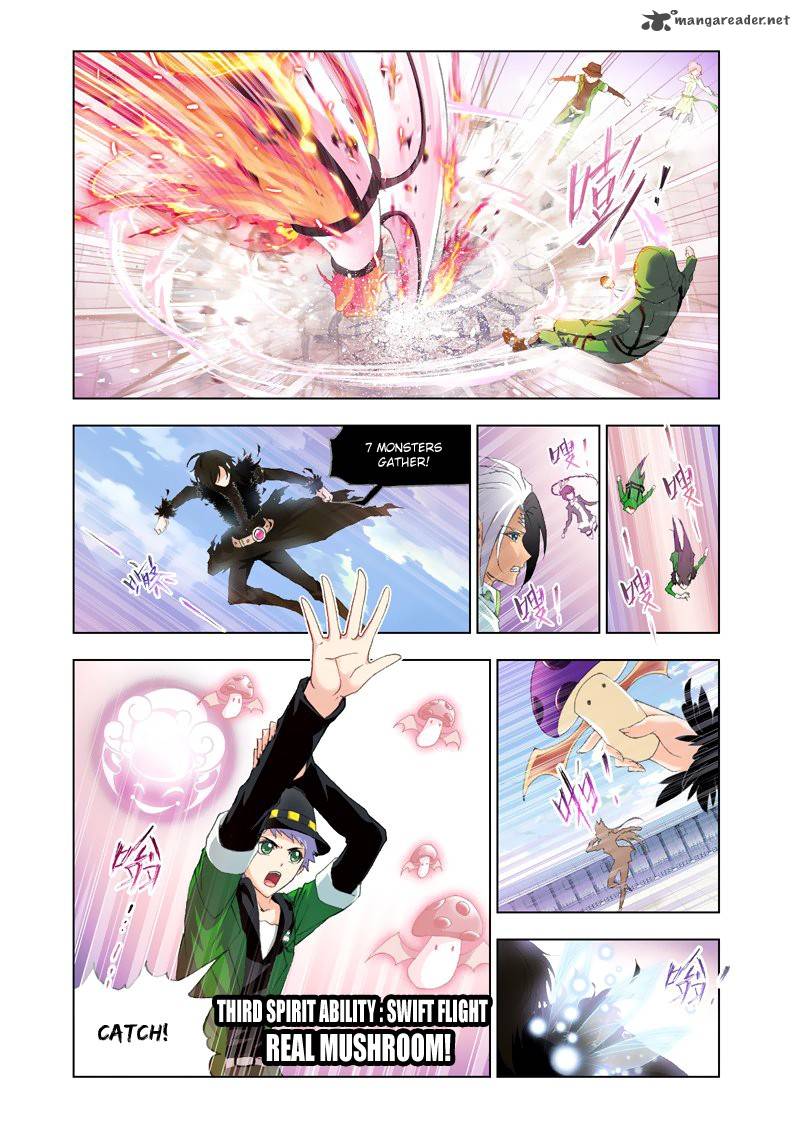 mangareader.net
嘭!
7 MONSTERS
GATHER!
嗖!
嗖!
嗖!
嗖!
啪!
嗡
嗡
CATCH!
THIRD SPIRIT ABILITY : SWIFT FLIGHT
REAL MUSHROOM!